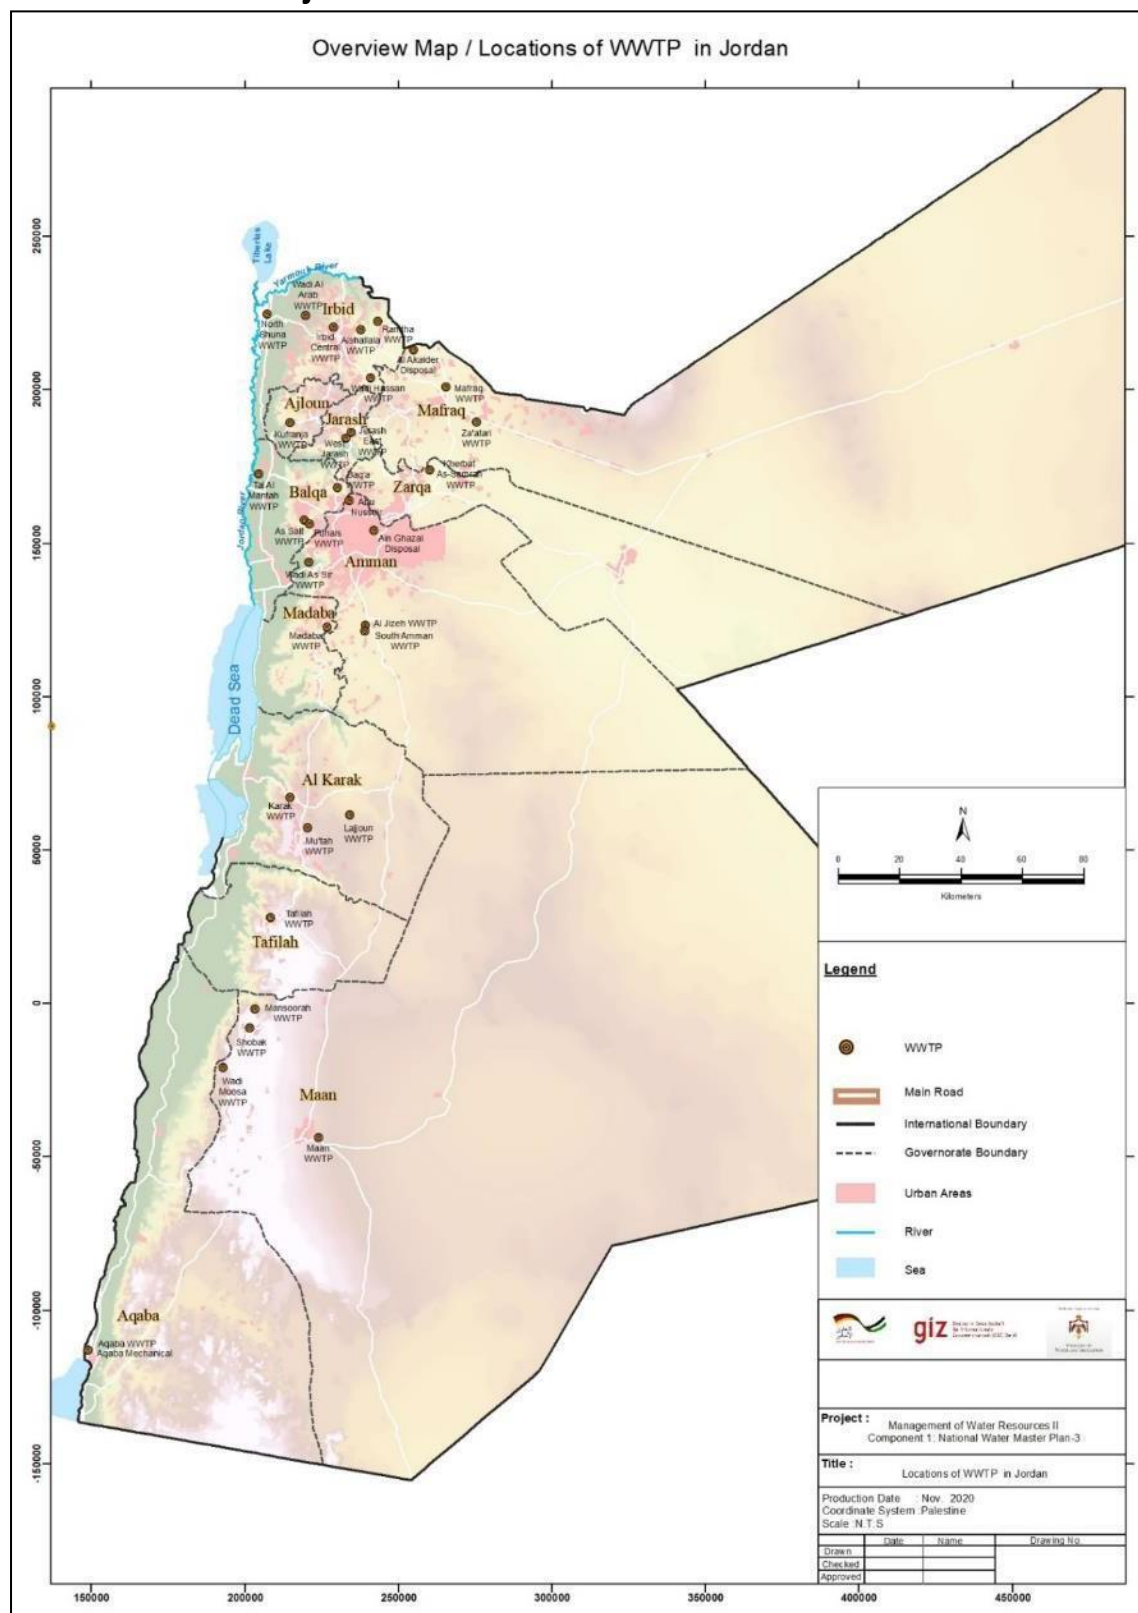 Overview Map / Locations of WWTP in Jordan
250000
200000
150000
100000
50000
0
-50000
-100000
-150000
150000
200000
250000
300000
350000
400000
450000
Tiberias
Lake
Yarmouk River
Wadi Al
Arab
WWTP
Irbid
North
Shuna
WWTP
Irbid
Central
WWTP
Alshallala
WWTP
Ramtha
WWTP
Al Akaider
Disposal
Wadi Hassan
WWTP
Mafraq
WWTP
Ajloun
Mafraq
Jarash
Kufranja
WWTP
Jerash
East
WWTP
West
Jarash
WWTP
Za'atari
WWTP
Kherbat
As-Samrah
WWTP
Tal Al
Mantah
WWTP
Baq'a
WWTP
Balqa
Zarqa
Abu
Nusseir
Jordan River
As Salt
WWTP
Fuhais
WWTP
Ain Ghazal
Disposal
Amman
Wadi As Sir
WWTP
Madaba
Madaba
WWTP
Al Jizeh WWTP
South Amman
WWTP
Dead Sea
Al Karak
Karak
WWTP
Mu'tah
WWTP
Lajjoun
WWTP
Tafilah
WWTP
Tafilah
Mansoorah
WWTP
Shobak
WWTP
Wadi
Moosa
WWTP
Maan
Maan
WWTP
Aqaba
Aqaba WWTP
Aqaba Mechanical
N
0 20 40 60 80
Kilometers
Legend
WWTP
Main Road
International Boundary
Governorate Boundary
Urban Areas
River
Sea
giz
Project :
Management of Water Resources II
Component 1: National Water Master Plan-3
Title :
Locations of WWTP in Jordan
Production Date : Nov. 2020
Coordinate System :Palestine
Scale :N.T.S
Date Name Drawing No.
Drawn
Checked
Approved